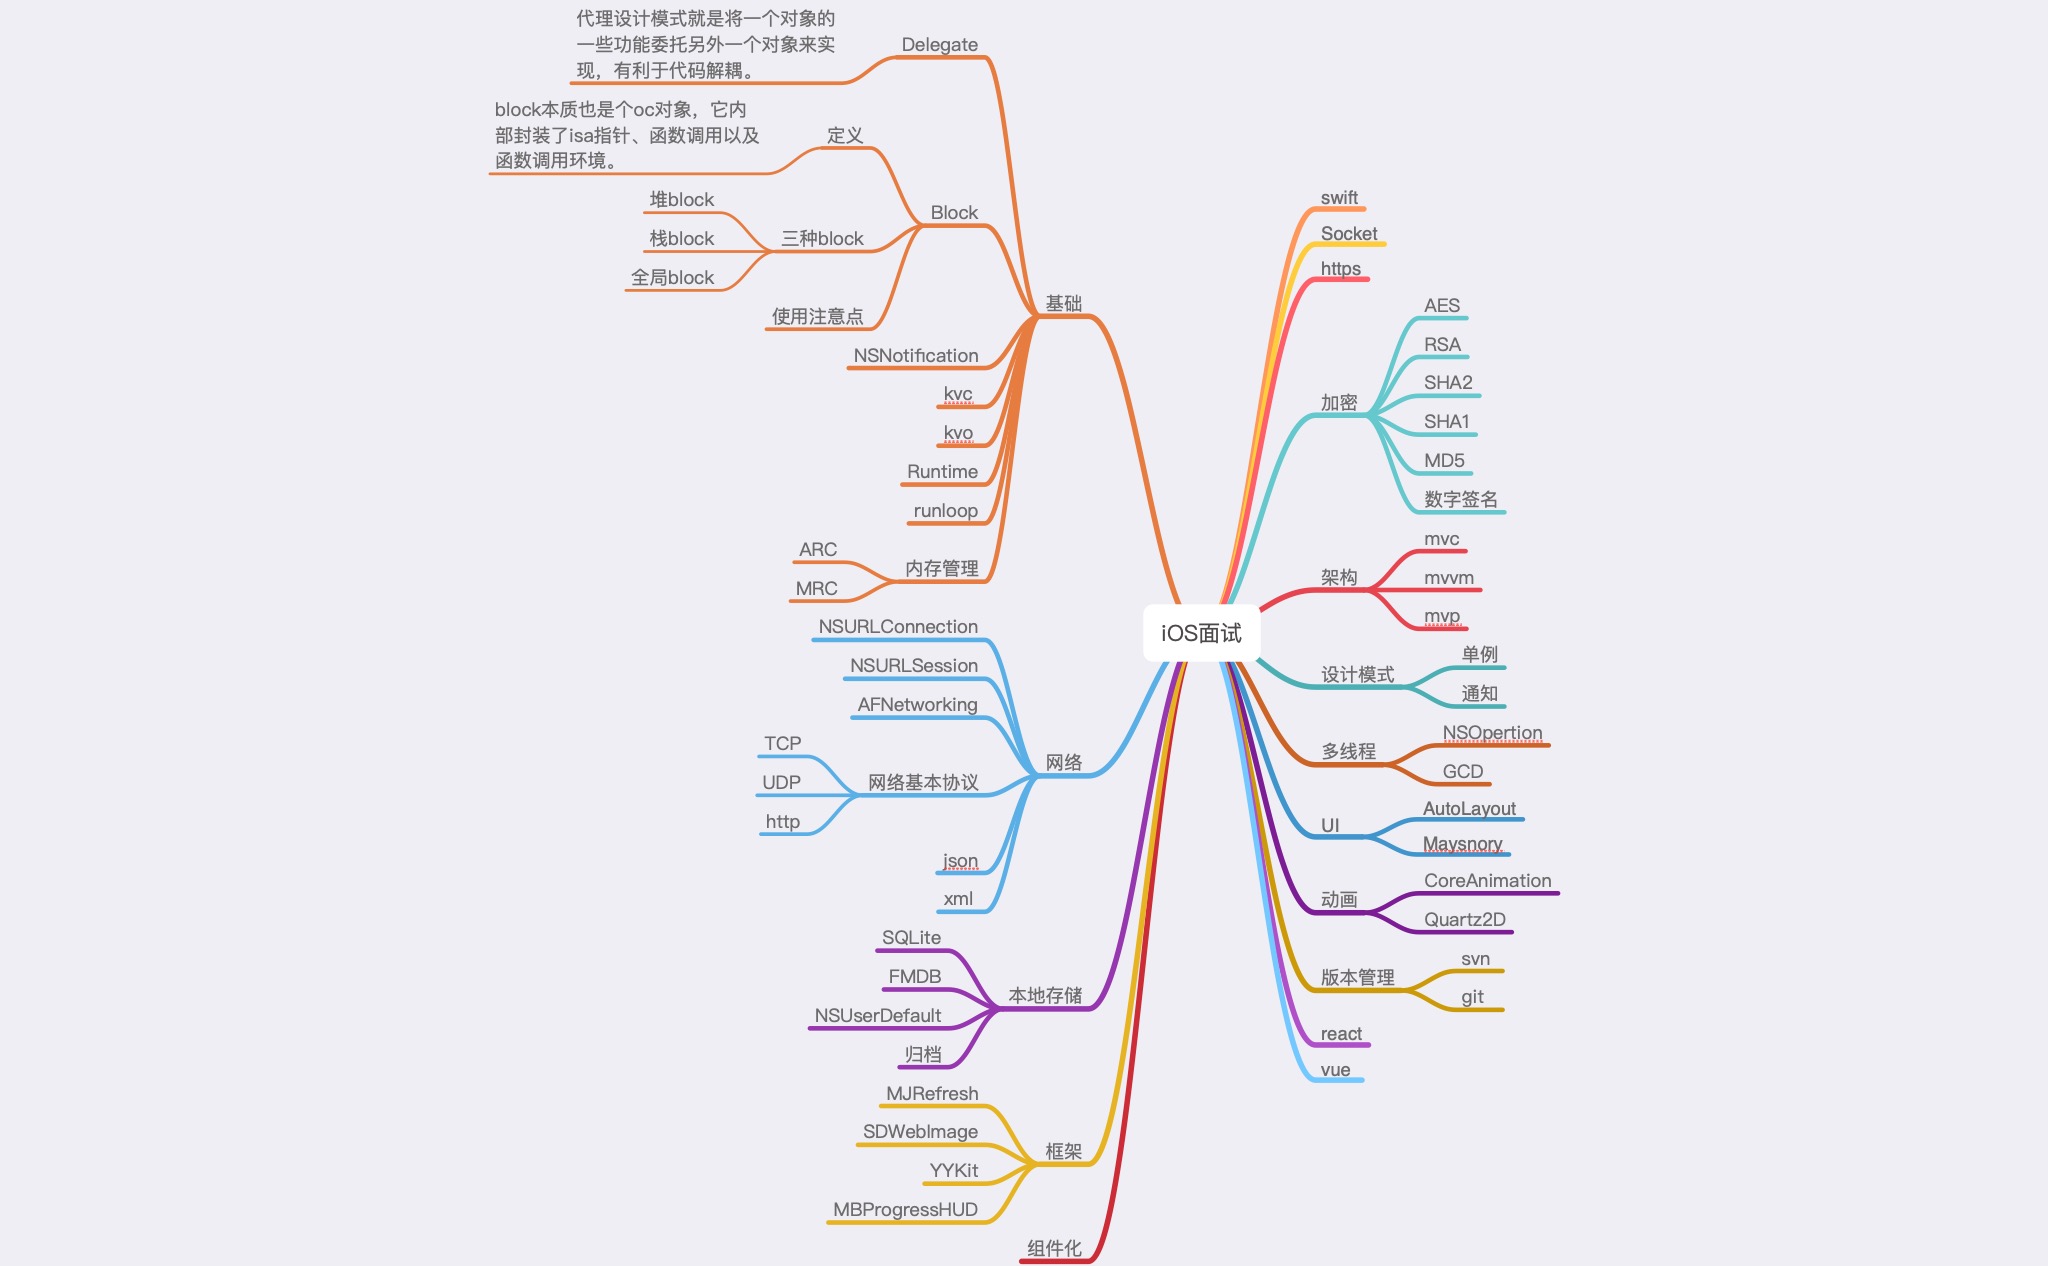 代理设计模式就是将一个对象的
一些功能委托另外一个对象来实
现，有利于代码解耦。
Delegate
block本质也是个oc对象，它内
部封装了isa指针、函数调用以及
函数调用环境。
定义
堆block
栈block
全局block
三种block
使用注意点
Block
NSNotification
kvc
kvo
Runtime
runloop
ARC
MRC
内存管理
基础
NSURLConnection
NSURLSession
AFNetworking
TCP
UDP
http
网络基本协议
json
xml
网络
SQLite
FMDB
NSUserDefault
归档
本地存储
MJRefresh
SDWebImage
YYKit
MBProgressHUD
框架
组件化
iOS面试
swift
Socket
https
加密
AES
RSA
SHA2
SHA1
MD5
数字签名
架构
mvc
mvvm
mvp
设计模式
单例
通知
多线程
NSOpertion
GCD
UI
AutoLayout
Maysnory
动画
CoreAnimation
Quartz2D
版本管理
svn
git
react
vue